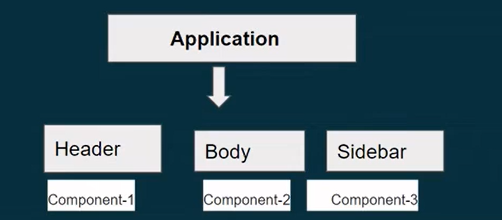 Application
Header
Body
Sidebar
Component-1
Component-2
Component-3